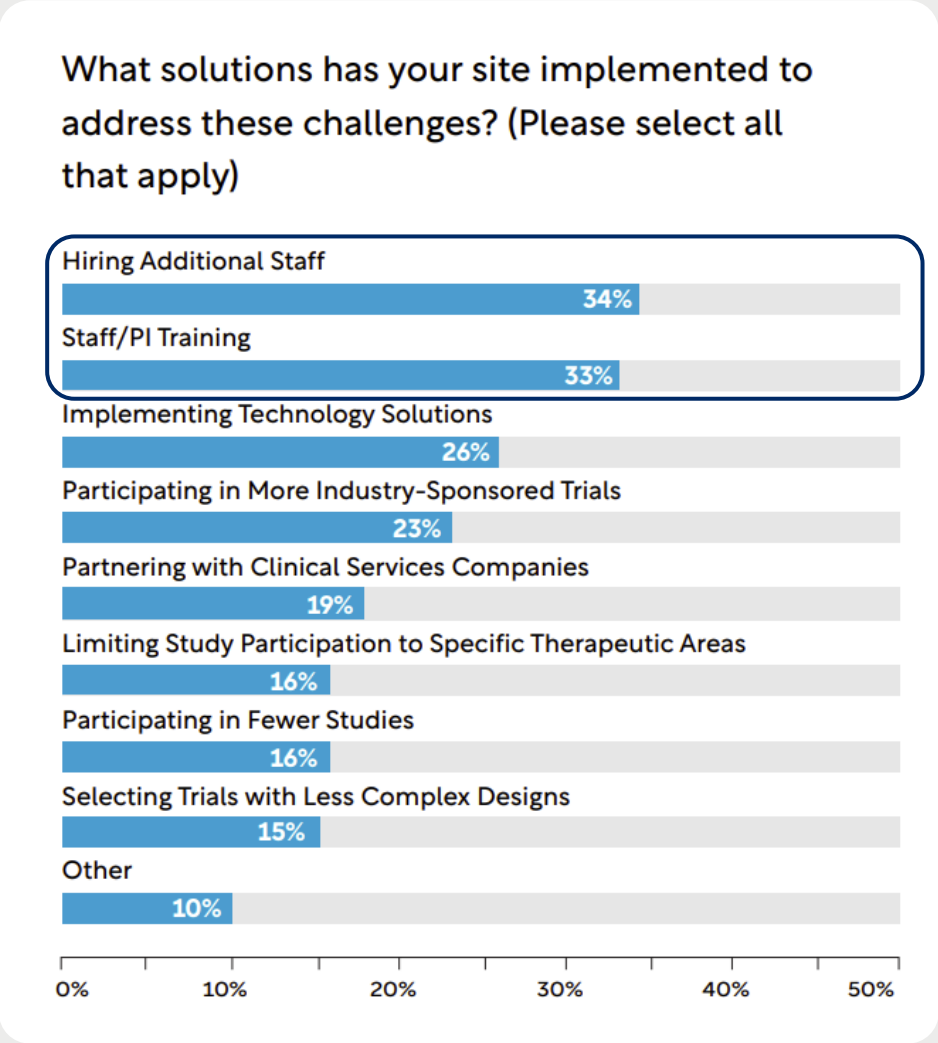 What solutions has your site implemented to
address these challenges? (Please select all
that apply)
Hiring Additional Staff
34%
Staff/PI Training
33%
Implementing Technology Solutions
26%
Participating in More Industry-Sponsored Trials
23%
Partnering with Clinical Services Companies
19%
Limiting Study Participation to Specific Therapeutic Areas
16%
Participating in Fewer Studies
16%
Selecting Trials with Less Complex Designs
15%
Other
10%
0% 10% 20% 30% 40% 50%